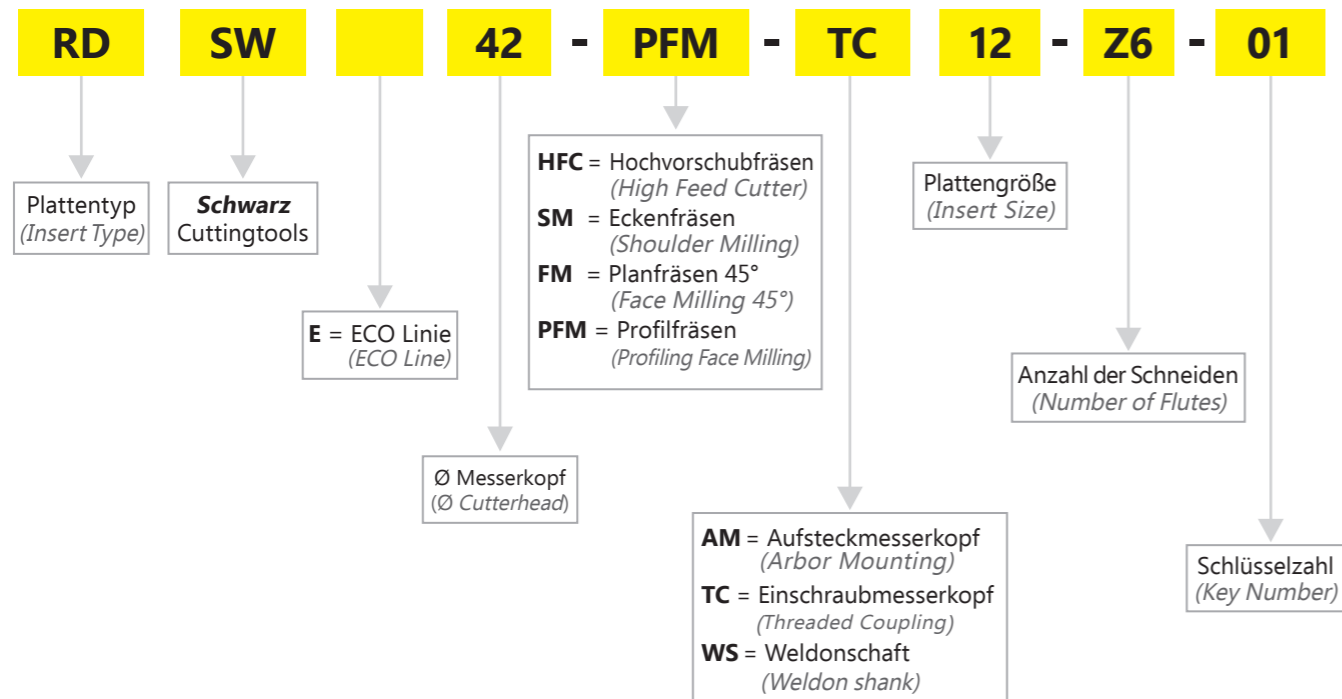 RD SW 42 - PFM - TC 12 - Z6 - 01
Plattentyp
(Insert Type)
Schwarz
Cuttingtools
E = ECO Linie
(ECO Line)
Ø Messerkopf
(Ø Cutterhead)
HFC = Hochvorschubfräsen
(High Feed Cutter)
SM = Eckenfräsen
(Shoulder Milling)
FM = Planfräsen 45°
(Face Milling 45°)
PFM = Profilfräsen
(Profiling Face Milling)
AM = Aufsteckmesserkopf
(Arbor Mounting)
TC = Einschraubmesserkopf
(Threaded Coupling)
WS = Weldonschaft
(Weldon shank)
Plattengröße
(Insert Size)
Anzahl der Schneiden
(Number of Flutes)
Schlüsselzahl
(Key Number)